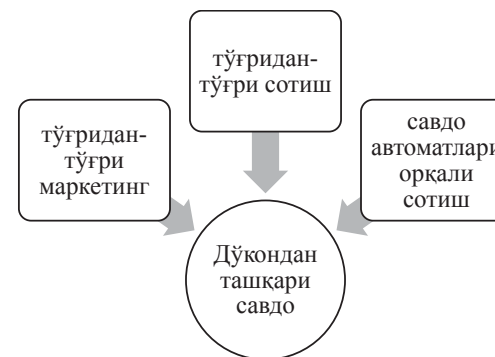 тўғридан-
тўғри сотиш
тўғридан-
тўғри
маркетинг
савдо
автоматлари
орқали
сотиш
Дўкондан
ташқари
савдо